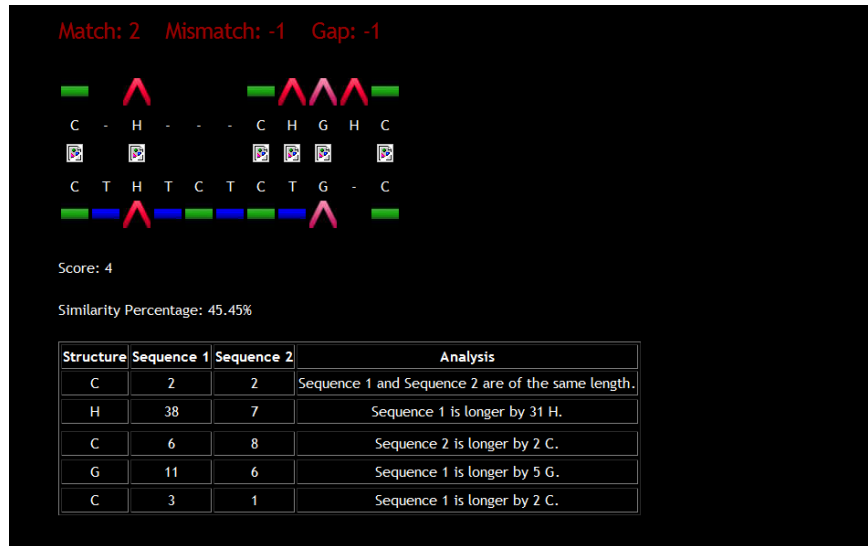 Match: 2 Mismatch: -1 Gap: -1
C - H - - - C H G H C
C T H T C T C T G - C
Score: 4
Similarity Percentage: 45.45%
Structure Sequence 1 Sequence 2 Analysis
C 2 2 Sequence 1 and Sequence 2 are of the same length.
H 38 7 Sequence 1 is longer by 31 H.
C 6 8 Sequence 2 is longer by 2 C.
G 11 6 Sequence 1 is longer by 5 G.
C 3 1 Sequence 1 is longer by 2 C.